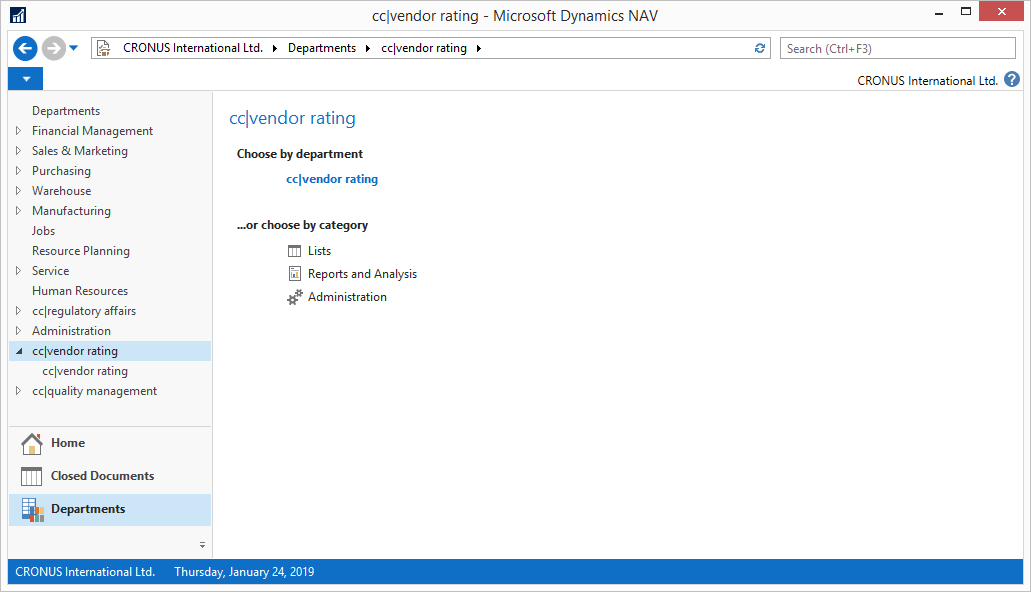 cc|vendor rating - Microsoft Dynamics NAV
CRONUS International Ltd. Departments cc|vendor rating
Search (Ctrl+F3)
CRONUS International Ltd.
Departments
Financial Management
Sales & Marketing
Purchasing
Warehouse
Manufacturing
Jobs
Resource Planning
Service
Human Resources
cc|regulatory affairs
Administration
cc|vendor rating
cc|vendor rating
cc|quality management
Home
Closed Documents
Departments
cc|vendor rating
Choose by department
cc|vendor rating
...or choose by category
Lists
Reports and Analysis
Administration
CRONUS International Ltd. Thursday, January 24, 2019